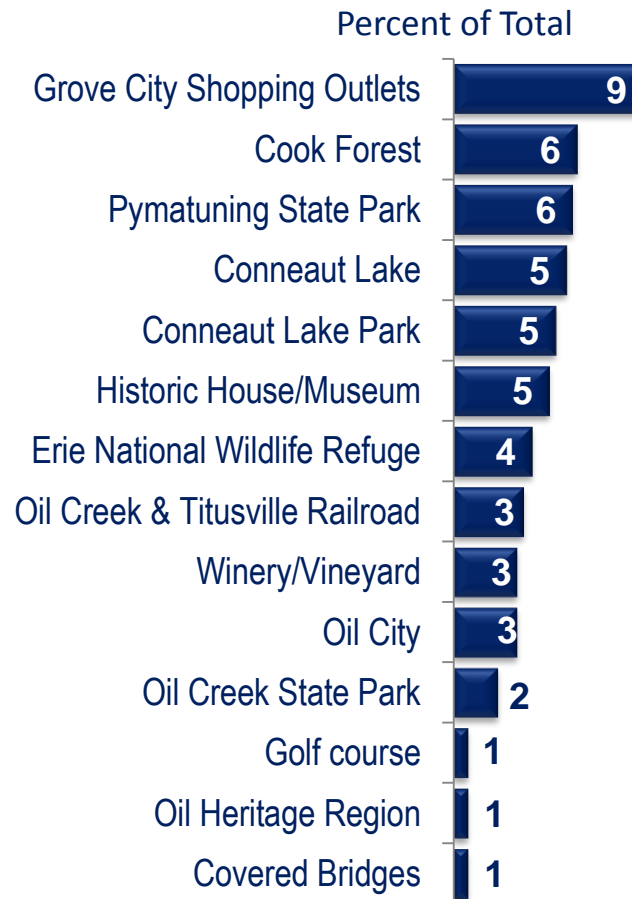 Percent of Total
Grove City Shopping Outlets 9
Cook Forest 6
Pymatuning State Park 6
Conneaut Lake 5
Conneaut Lake Park 5
Historic House/Museum 5
Erie National Wildlife Refuge 4
Oil Creek & Titusville Railroad 3
Winery/Vineyard 3
Oil City 3
Oil Creek State Park 2
Golf course 1
Oil Heritage Region 1
Covered Bridges 1